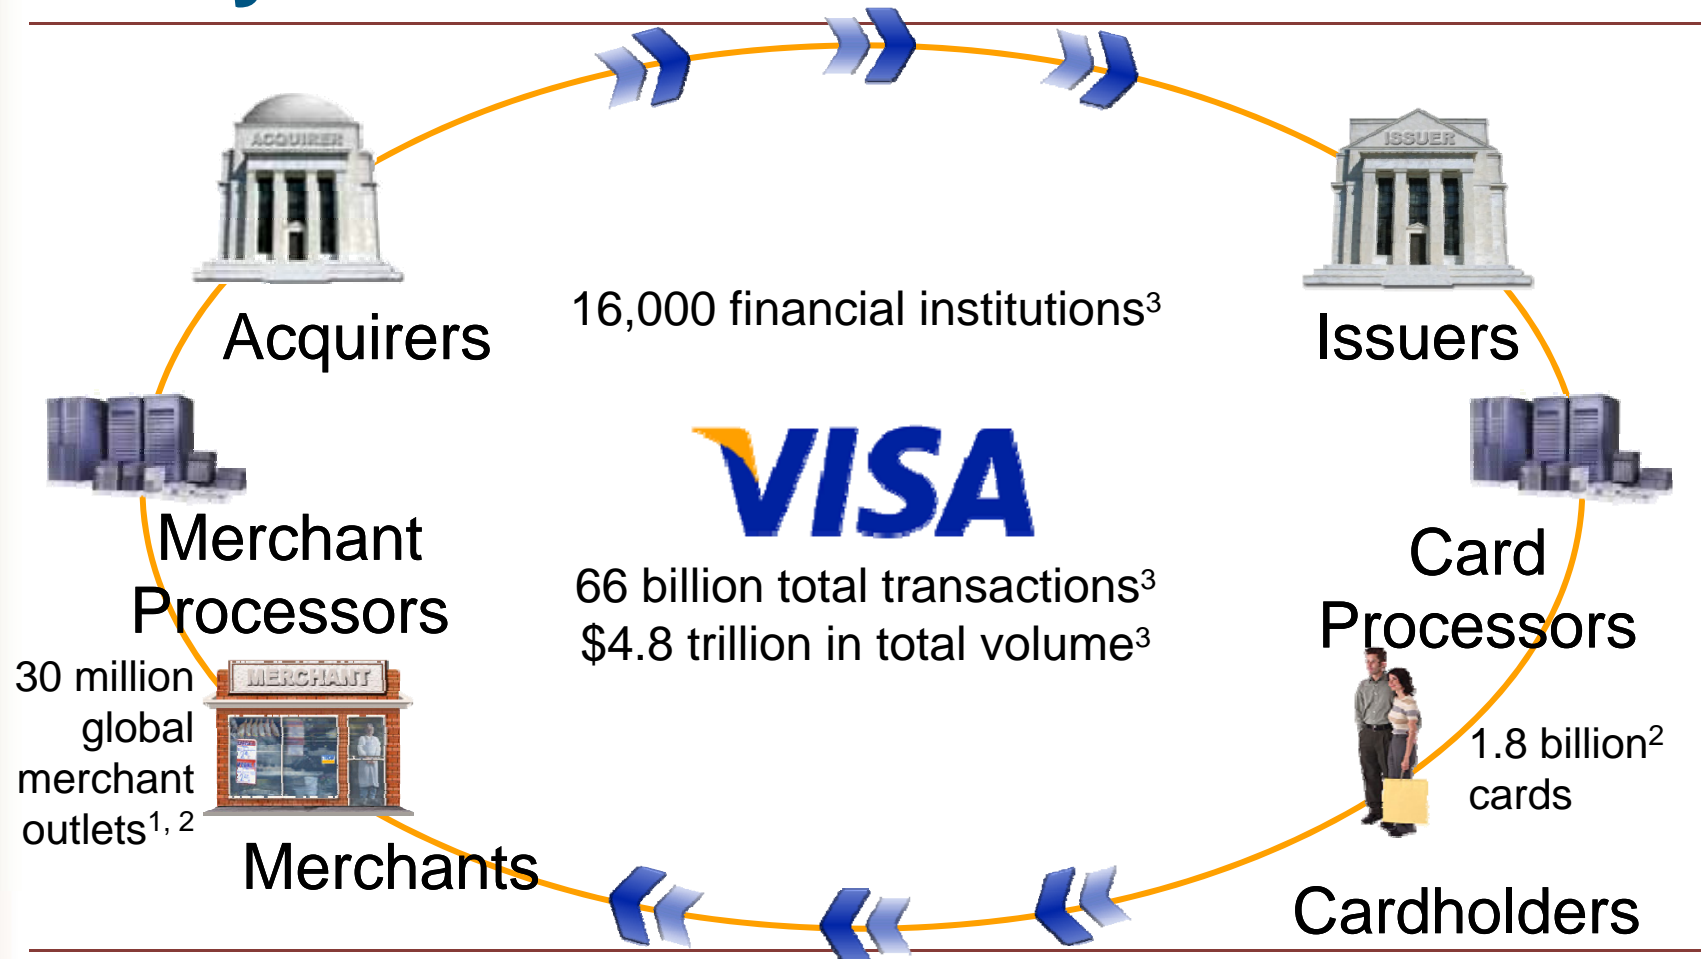 ACQUIRER
ISSUER
16,000 financial institutions3
Acquirers
Issuers
VISA
Merchant
Processors
Card
Processors
66 billion total transactions3
$4.8 trillion in total volume3
30 million
global
merchant
outlets1, 2
MERCHANT
1.8 billion2
cards
Merchants
Cardholders